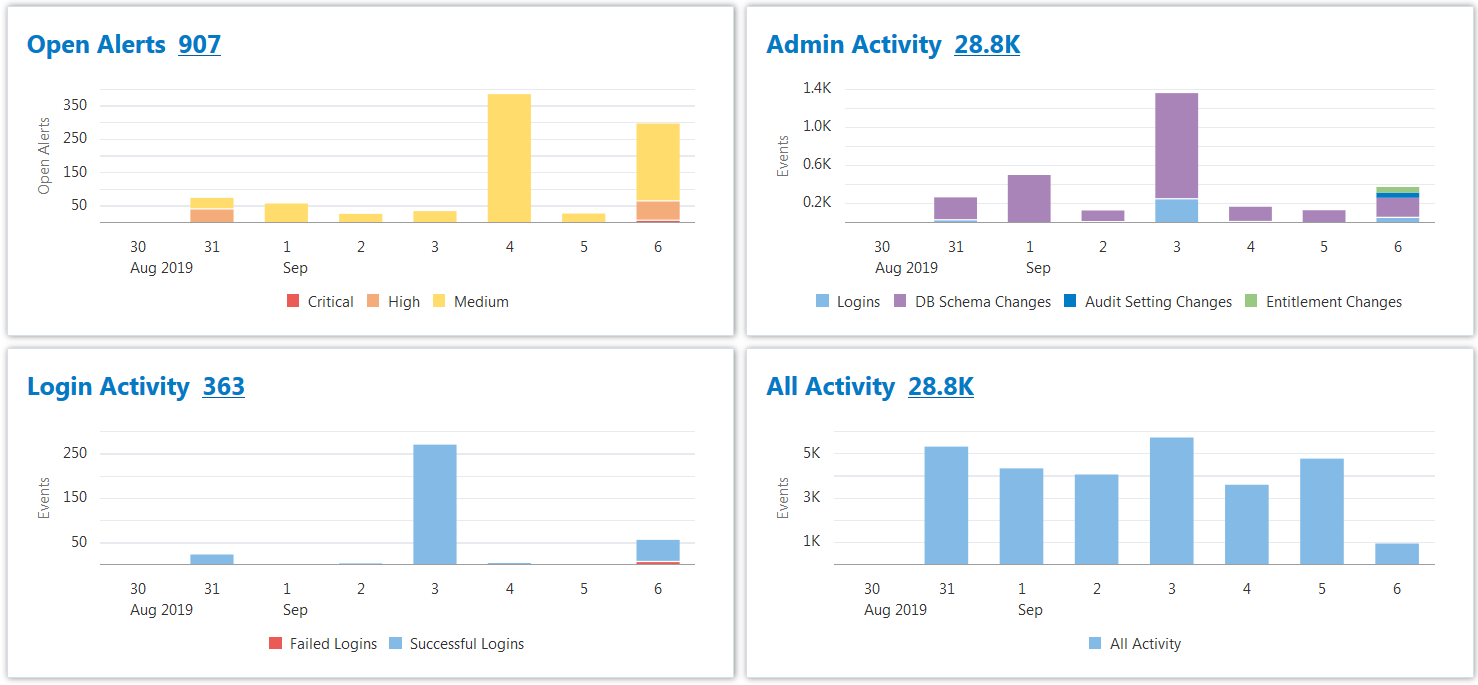 Open Alerts 907
350
250
150
50
Open Alerts
30 31 1 2 3 4 5 6
Aug 2019 Sep
Critical High Medium
Admin Activity 28.8K
1.4K
1.0K
0.6K
0.2K
Events
30 31 1 2 3 4 5 6
Aug 2019 Sep
Logins DB Schema Changes Audit Setting Changes Entitlement Changes
Login Activity 363
250
150
50
Events
30 31 1 2 3 4 5 6
Aug 2019 Sep
Failed Logins Successful Logins
All Activity 28.8K
5K
3K
1K
Events
30 31 1 2 3 4 5 6
Aug 2019 Sep
All Activity